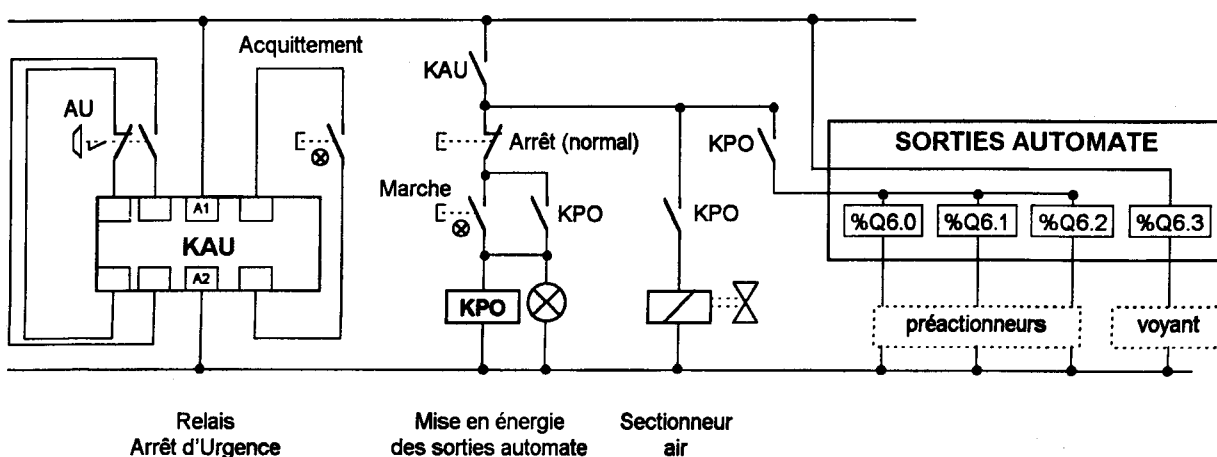 Acquittement
KAU
AU
Arrêt (normal)
KPO
SORTIES AUTOMATE
Marche
KPO
KPO
A1
KAU
A2
%Q6.0
%Q6.1
%Q6.2
%Q6.3
KPO
préactionneurs
voyant
Relais
Arrêt d'Urgence
Mise en énergie
des sorties automate
Sectionneur
air